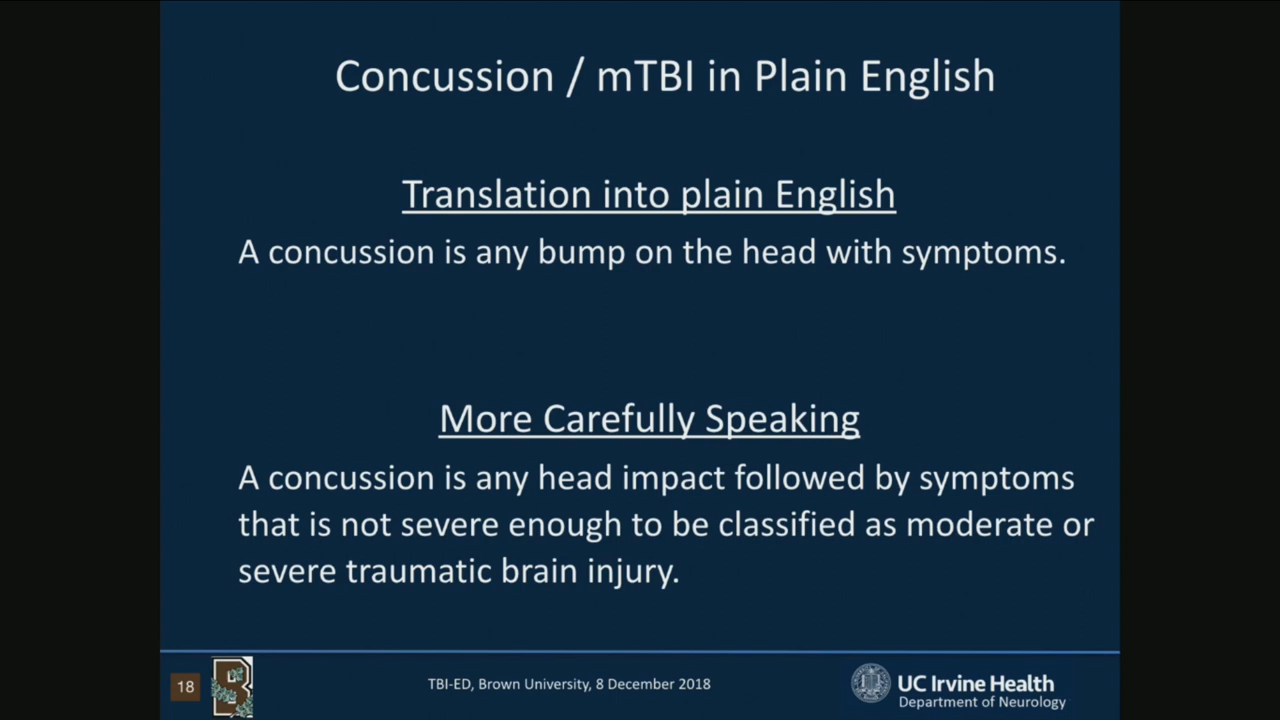 Concussion / mTBI in Plain English
Translation into plain English
A concussion is any bump on the head with symptoms.
More Carefully Speaking
A concussion is any head impact followed by symptoms
that is not severe enough to be classified as moderate or
severe traumatic brain injury.
18
B
TBI-ED, Brown University, 8 December 2018
UC Irvine Health
Department of Neurology